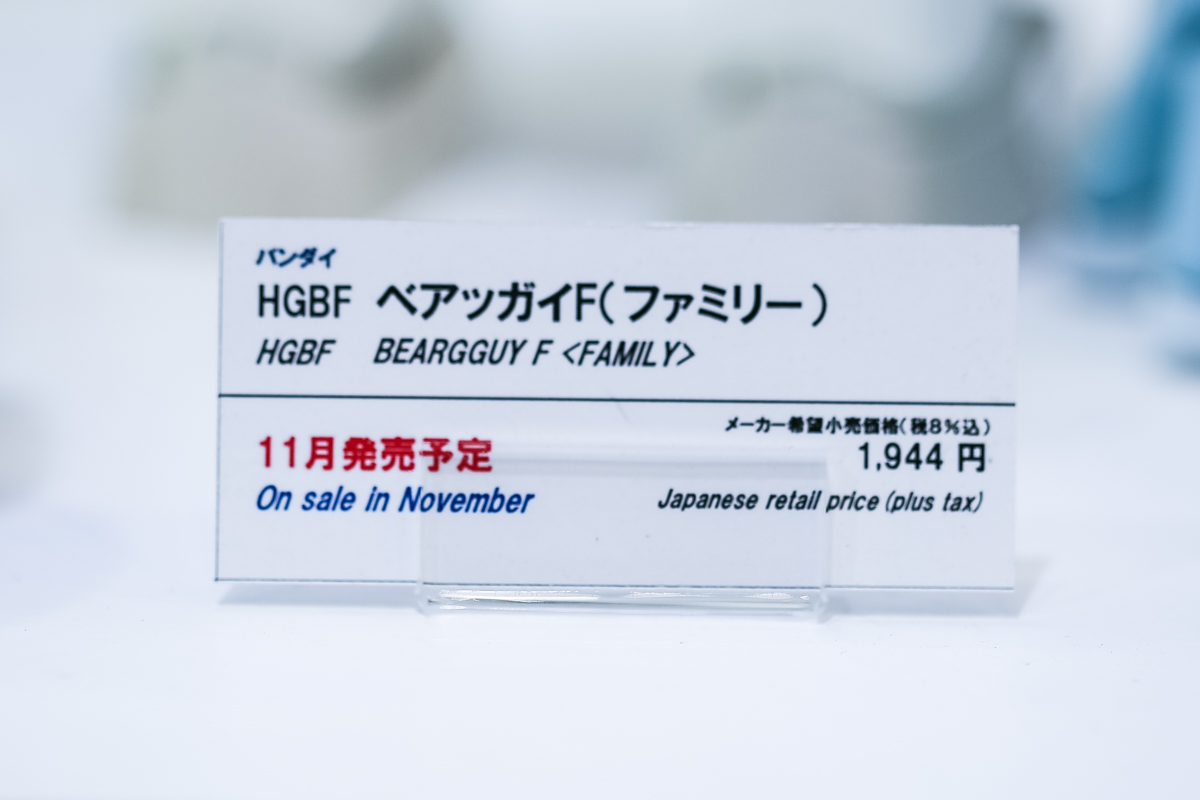 バンダイ
HGBF ベアッガイF(ファミリー)
HGBF BEARGGUY F <FAMILY>
メーカー希望小売価格(税8%込)
11月発売予定 1,944 円
On sale in November Japanese retail price (plus tax)